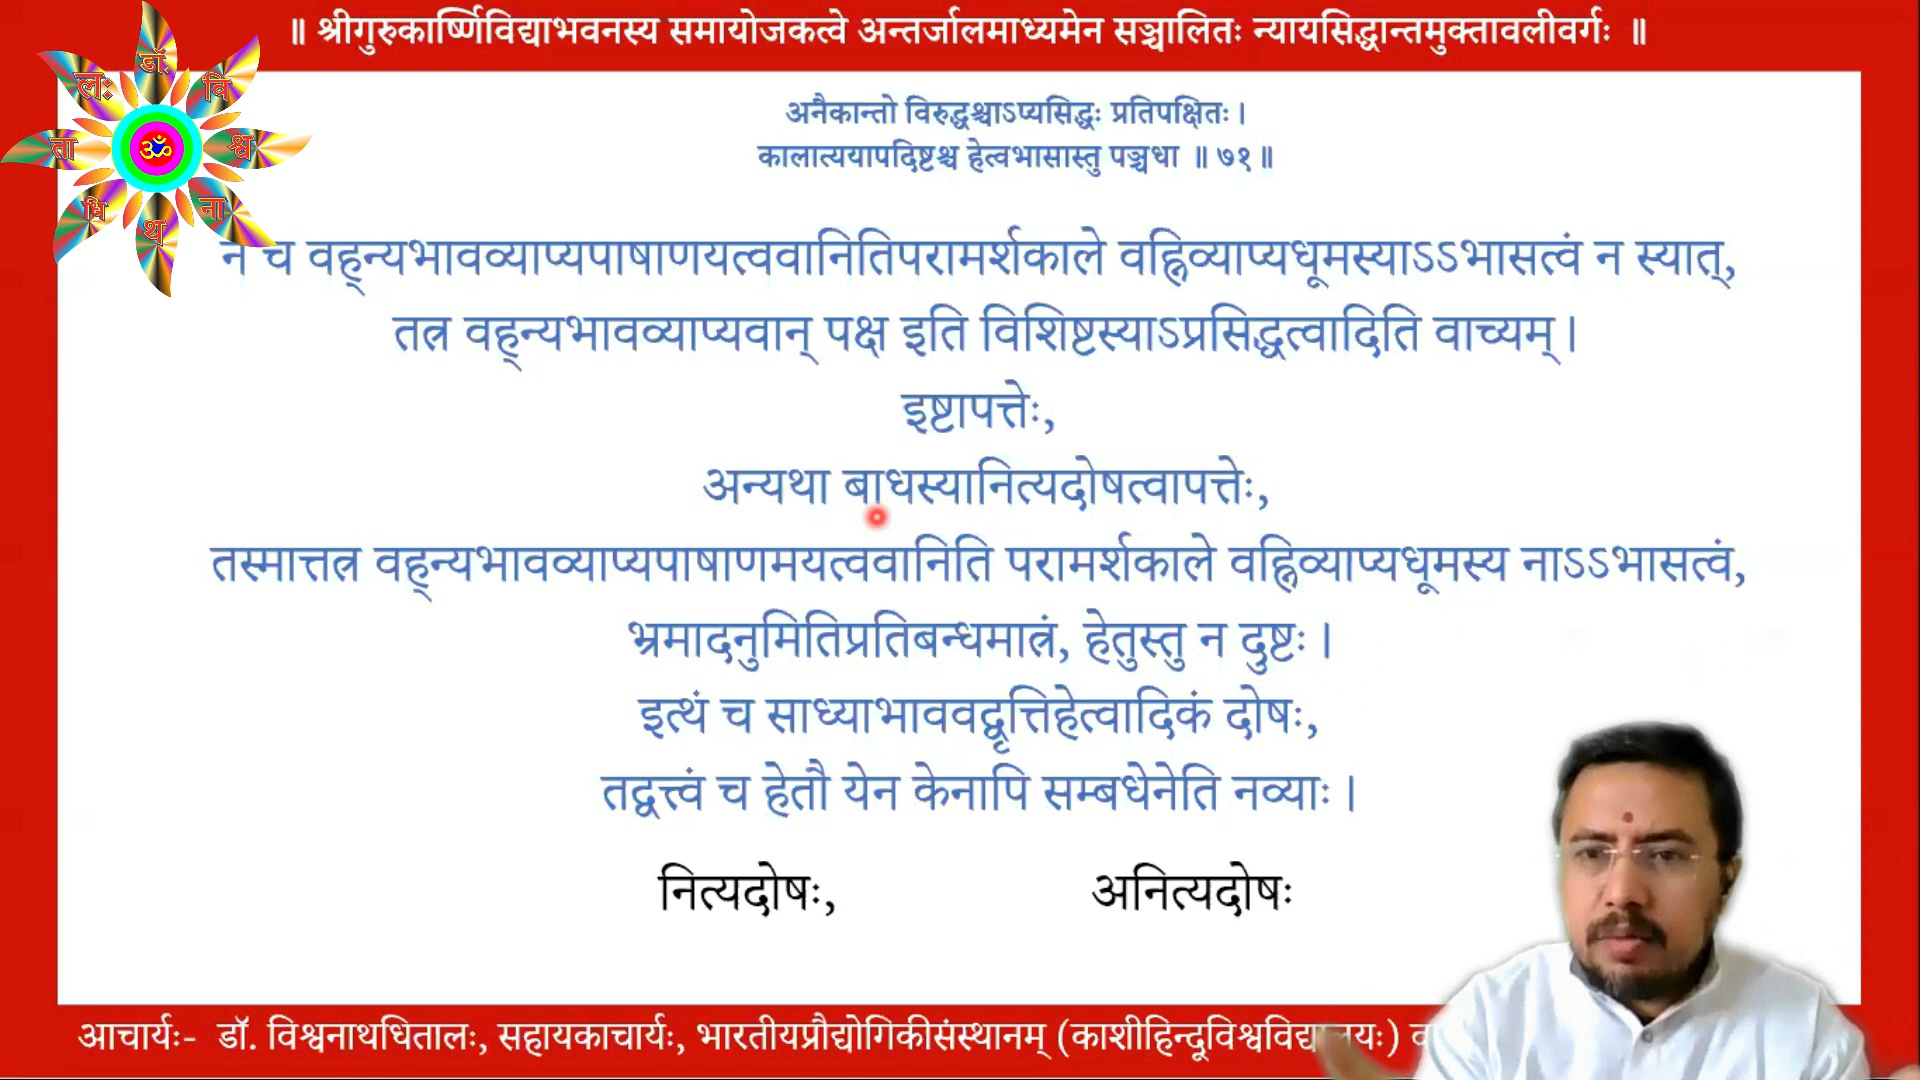 ॥ श्रीगुरुकार्ष्णिविद्याभवनस्य समायोजकत्वे अन्तर्जालमाध्यमेन सञ्चालितः न्यायसिद्धान्तमुक्तावलीवर्गः ॥
डॉ. वि श्व ना थ धि ता लः
ॐ
अनैकान्तो विरुद्धश्चाऽप्यसिद्धः प्रतिपक्षितः ।
कालात्ययापदिष्टश्च हेत्वभासास्तु पञ्चधा ॥ ७१॥
न च वह्न्यभावव्याप्यपाषाणयत्ववानितिपरामर्शकाले वह्निव्याप्यधूमस्याऽऽभासत्वं न स्यात्,
तत्र वह्न्यभावव्याप्यवान् पक्ष इति विशिष्टस्याऽप्रसिद्धत्वादिति वाच्यम् ।
इष्टापत्तेः,
अन्यथा बाधस्यानित्यदोषत्वापत्तेः,
तस्मात्तत्र वह्न्यभावव्याप्यपाषाणमयत्ववानिति परामर्शकाले वह्निव्याप्यधूमस्य नाऽऽभासत्वं,
भ्रमादनुमितिप्रतिबन्धमात्रं, हेतुस्तु न दुष्टः ।
इत्थं च साध्याभाववद्वृत्तिहेत्वादिकं दोषः,
तद्वत्त्वं च हेतौ येन केनापि सम्बधेनेति नव्याः ।
नित्यदोषः, अनित्यदोषः
आचार्यः- डॉ. विश्वनाथधितालः, सहायकाचार्यः, भारतीयप्रौद्योगिकीसंस्थानम् (काशीहिन्दूविश्वविद्यालयः)